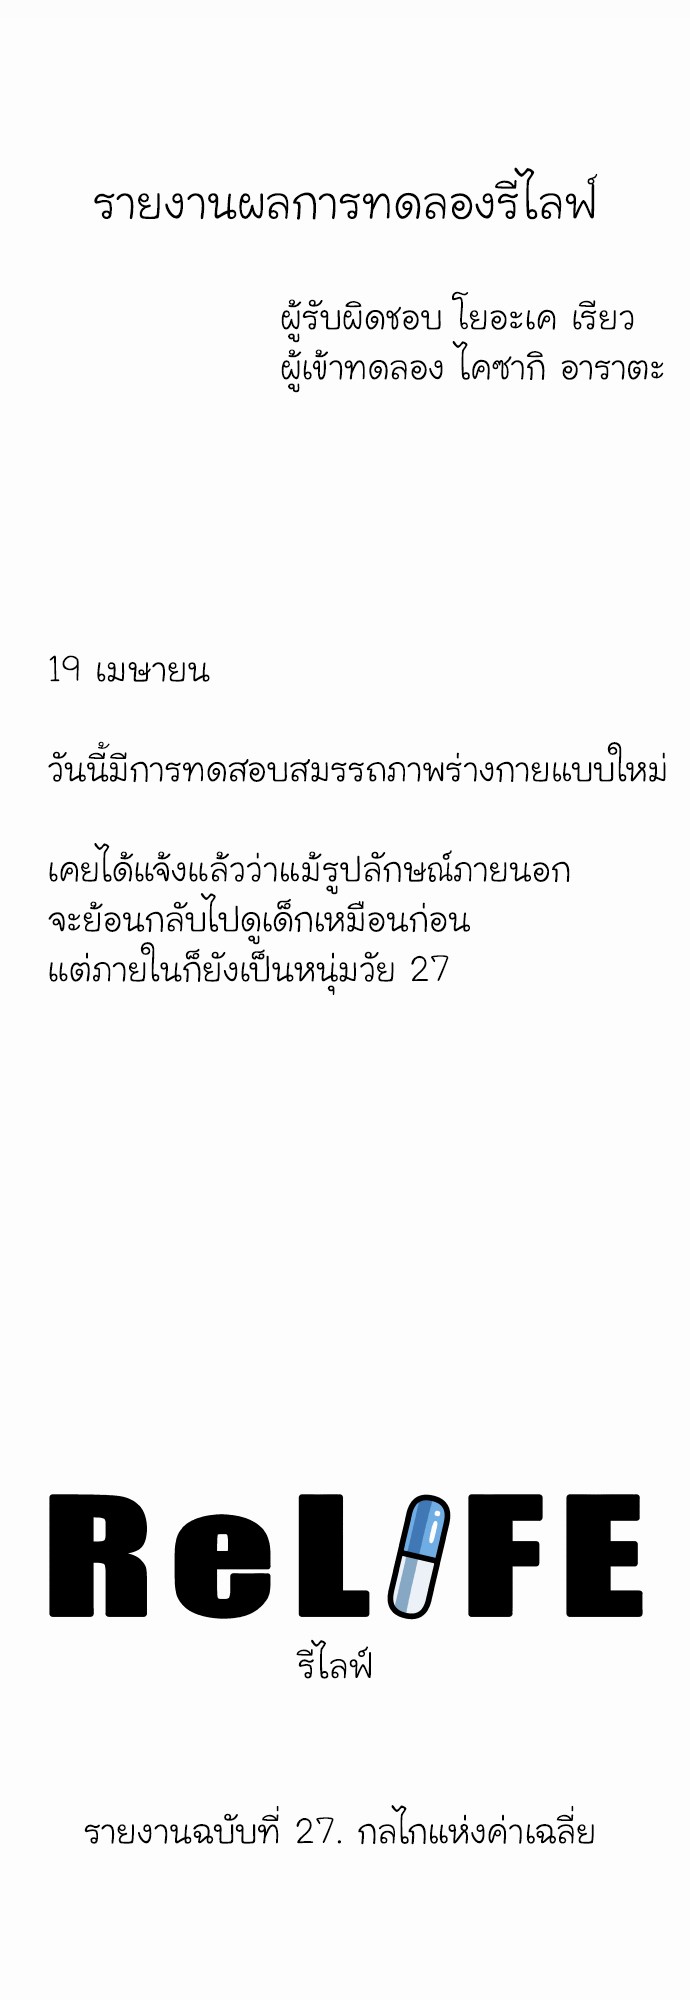 รายงานผลการทดลองรีไลฟ์
ผู้รับผิดชอบ โยอะเค เรียว
ผู้เข้าทดลอง ไคซากิ อาราตะ
19 เมษายน
วันนี้มีการทดสอบสมรรถภาพร่างกายแบบใหม่
เคยได้แจ้งแล้วว่าแม้รูปลักษณ์ภายนอก
จะย้อนกลับไปดูเด็กเหมือนก่อน
แต่ภายในก็ยังเป็นหนุ่มวัย 27
ReLIFE
รีไลฟ์
รายงานฉบับที่ 27. กลไกแห่งค่าเฉลี่ย